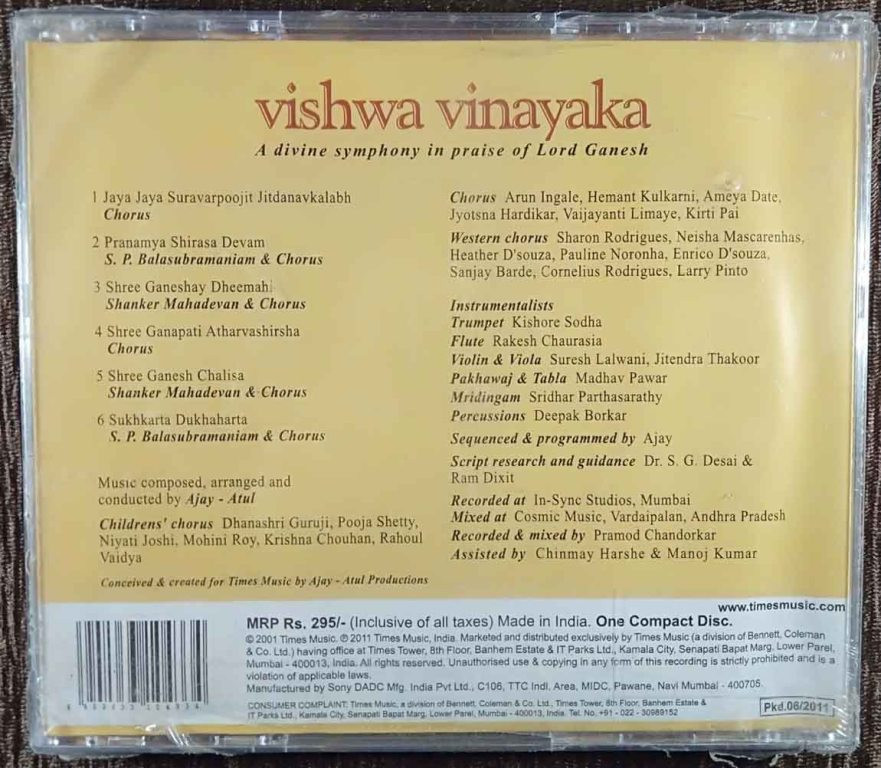 vishwa vinayaka
A divine symphony in praise of Lord Ganesh
1 Jaya Jaya Suravarpoojit Jitdanavkalabh
Chorus
2 Pranamya Shirasa Devam
S. P. Balasubramaniam & Chorus
3 Shree Ganeshay Dheemahi
Shanker Mahadevan & Chorus
4 Shree Ganapati Atharvashirsha
Chorus
5 Shree Ganesh Chalisa
Shanker Mahadevan & Chorus
6 Sukhkarta Dukhaharta
S. P. Balasubramaniam & Chorus
Music composed, arranged and
conducted by Ajay - Atul
Childrens' chorus Dhanashri Guruji, Pooja Shetty,
Niyati Joshi, Mohini Roy, Krishna Chouhan, Rahoul
Vaidya
Conceived & created for Times Music by Ajay - Atul Productions
Chorus Arun Ingale, Hemant Kulkarni, Ameya Date,
Jyotsna Hardikar, Vaijayanti Limaye, Kirti Pai
Western chorus Sharon Rodrigues, Neisha Mascarenhas,
Heather D'souza, Pauline Noronha, Enrico D'souza,
Sanjay Barde, Cornelius Rodrigues, Larry Pinto
Instrumentalists
Trumpet Kishore Sodha
Flute Rakesh Chaurasia
Violin & Viola Suresh Lalwani, Jitendra Thakoor
Pakhawaj & Tabla Madhav Pawar
Mridingam Sridhar Parthasarathy
Percussions Deepak Borkar
Sequenced & programmed by Ajay
Script research and guidance Dr. S. G. Desai &
Ram Dixit
Recorded at In-Sync Studios, Mumbai
Mixed at Cosmic Music, Vardaipalan, Andhra Pradesh
Recorded & mixed by Pramod Chandorkar
Assisted by Chinmay Harshe & Manoj Kumar
www.timesmusic.com
MRP Rs. 295/- (Inclusive of all taxes) Made in India. One Compact Disc.
© 2001 Times Music. ℗ 2011 Times Music, India. Marketed and distributed exclusively by Times Music (a division of Bennett, Coleman
& Co. Ltd.) having office at Times Tower, 8th Floor, Banhem Estate & IT Parks Ltd., Kamala City, Senapati Bapat Marg, Lower Parel,
Mumbai - 400013, India. All rights reserved. Unauthorised use & copying in any form of this recording is strictly prohibited and is a
violation of applicable laws.
Manufactured by Sony DADC Mfg. India Pvt Ltd., C106, TTC Indl. Area, MIDC, Pawane, Navi Mumbai - 400705.
CONSUMER COMPLAINT: Times Music, a division of Bennett, Coleman & Co. Ltd., Times Tower, 8th Floor, Banhem Estate &
IT Parks Ltd., Kamala City, Senapati Bapat Marg, Lower Parel, Mumbai - 400013, India. Tel. No. +91 - 022 - 30989152
Pkd.06/2011